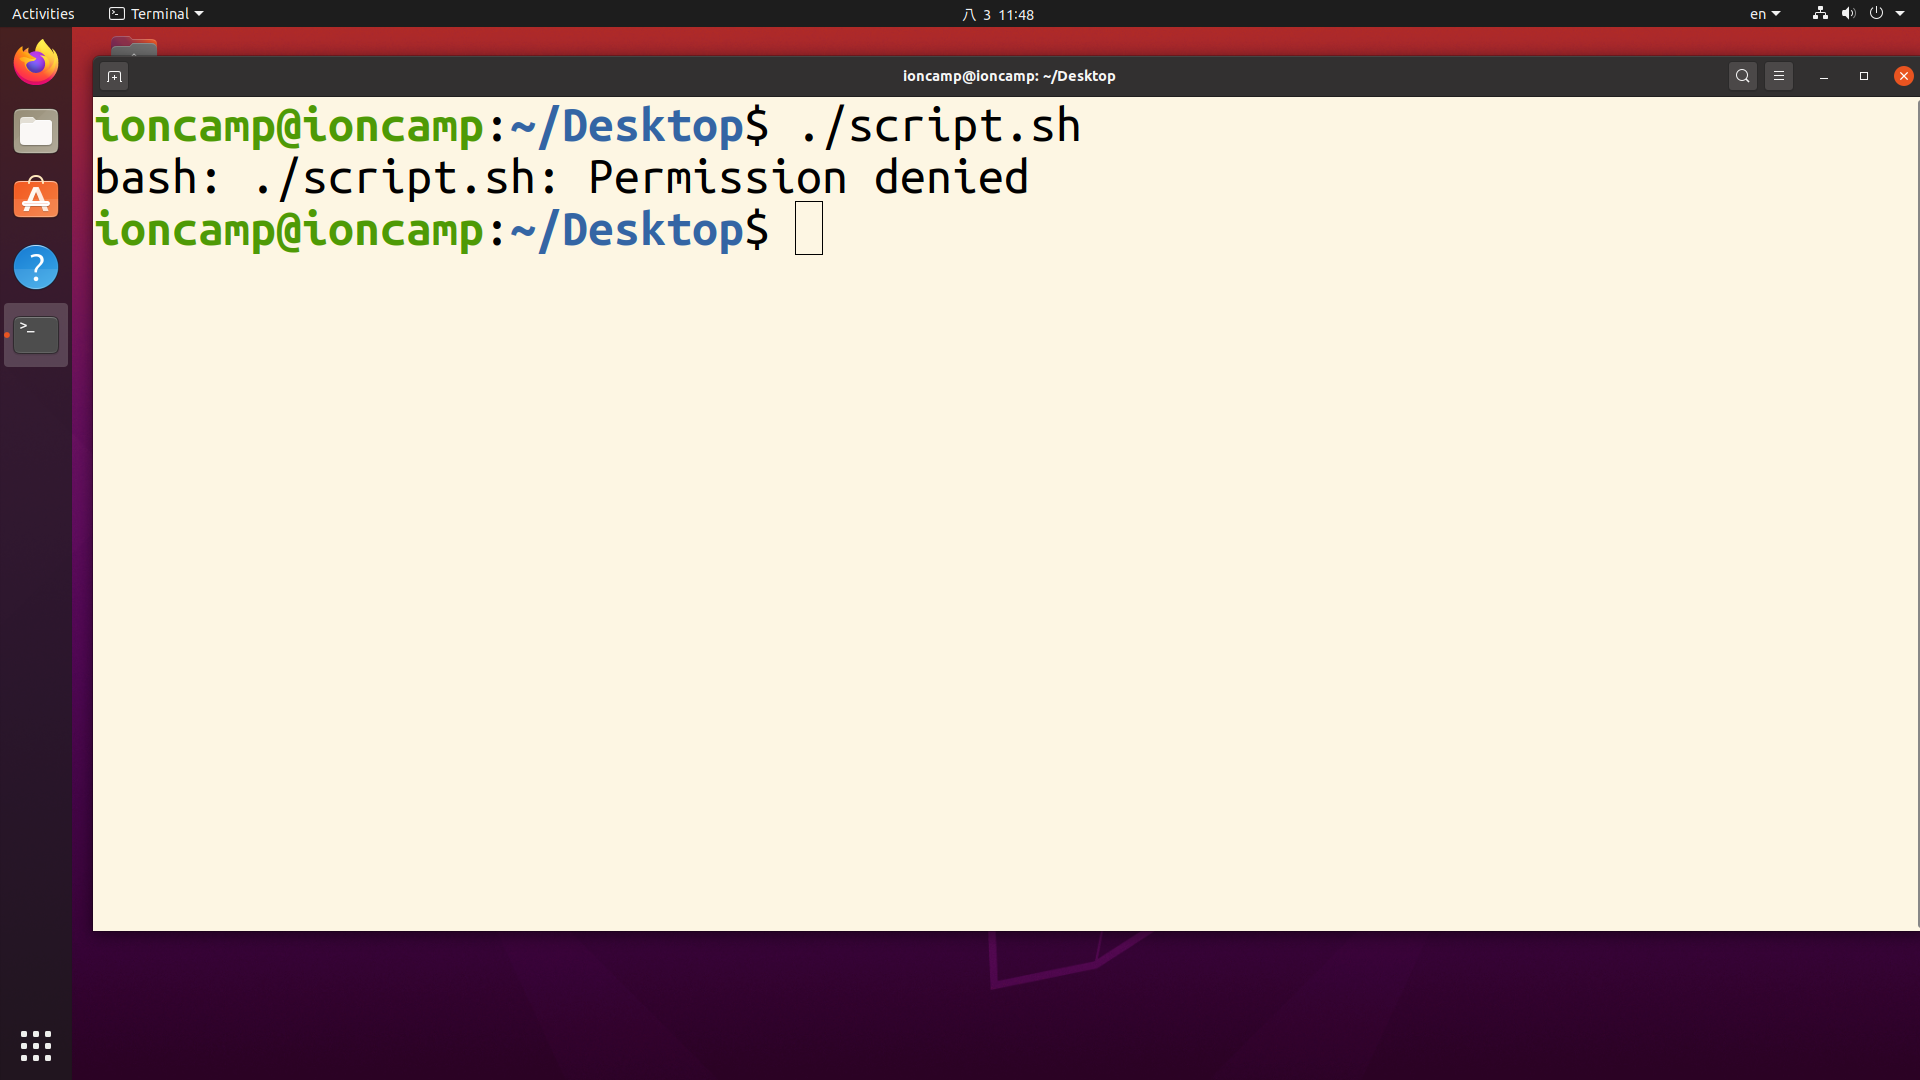 Activities
Terminal
八 3 11:48
en
ioncamp@ioncamp: ~/Desktop
ioncamp@ioncamp:~/Desktop$ ./script.sh
bash: ./script.sh: Permission denied
ioncamp@ioncamp:~/Desktop$